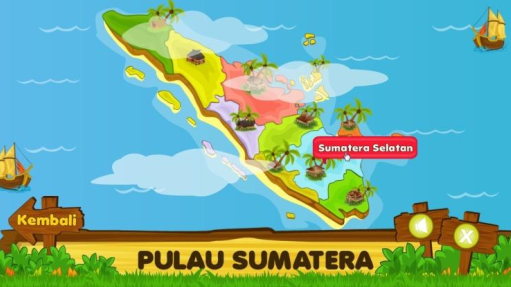 Sumatera Selatan
Kembali
X
PULAU SUMATERA